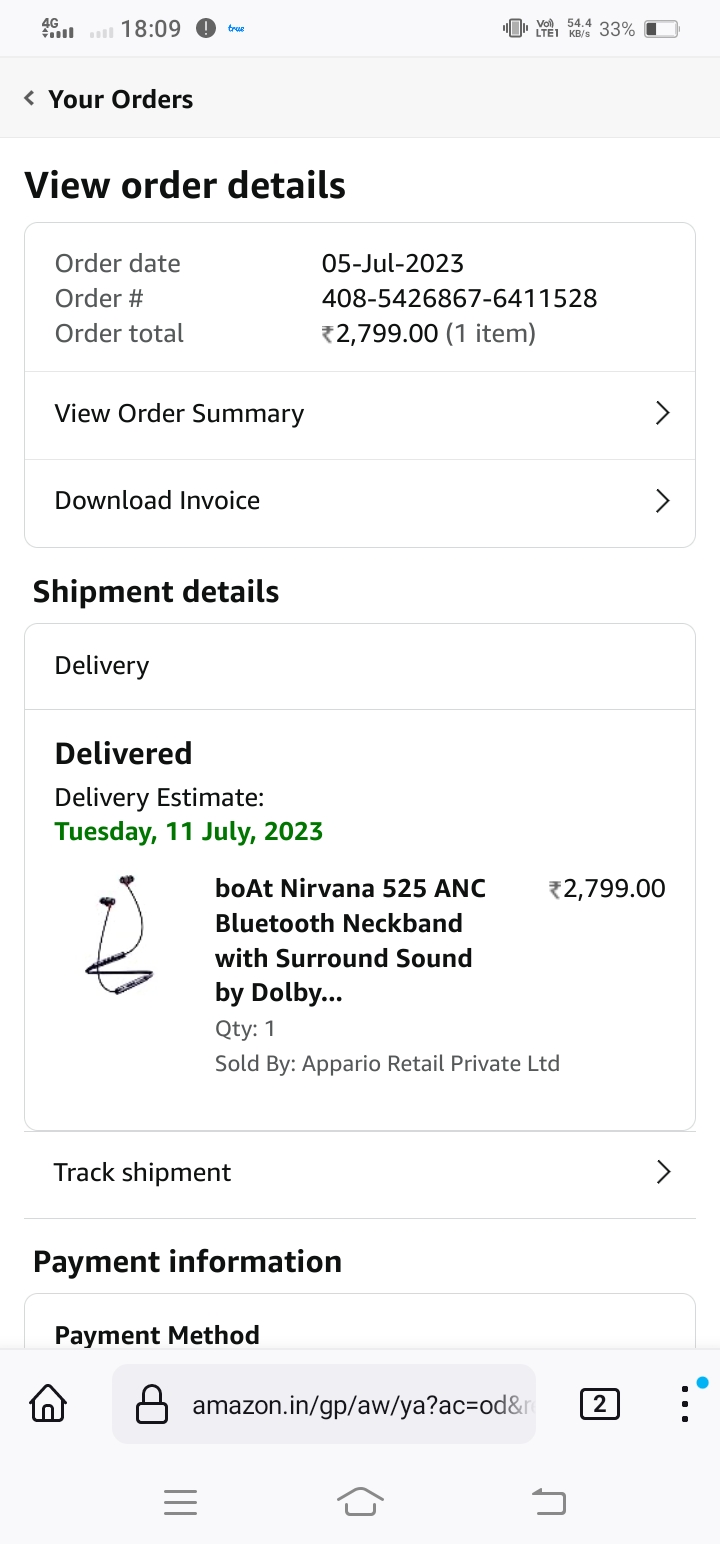 4G 18:09 ! true Vo) LTE1 54.4 KB/s 33%
Your Orders
View order details
Order date 05-Jul-2023
Order # 408-5426867-6411528
Order total ₹2,799.00 (1 item)
View Order Summary
Download Invoice
Shipment details
Delivery
Delivered
Delivery Estimate:
Tuesday, 11 July, 2023
boAt Nirvana 525 ANC ₹2,799.00
Bluetooth Neckband
with Surround Sound
by Dolby...
Qty: 1
Sold By: Appario Retail Private Ltd
Track shipment
Payment information
Payment Method
amazon.in/gp/aw/ya?ac=od&r 2